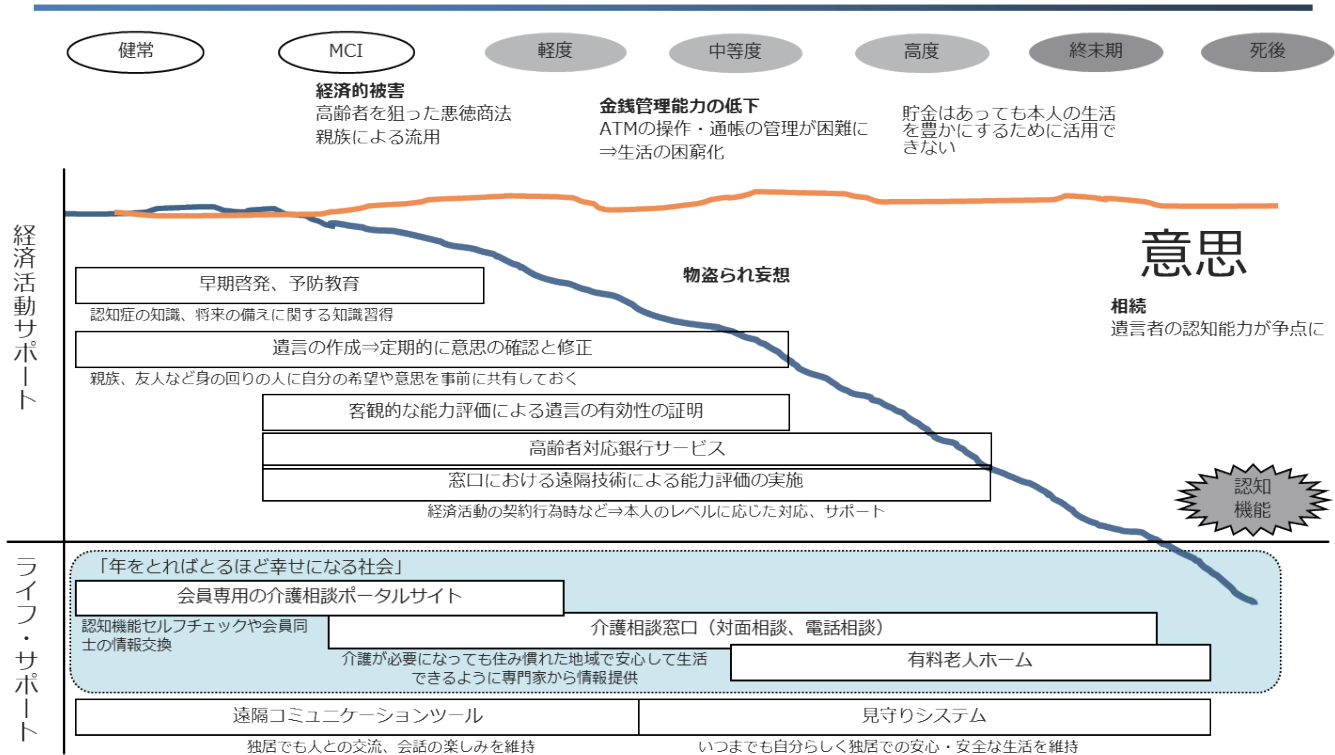 健常
MCI
軽度
中等度
高度
終末期
死後
経済的被害
高齢者を狙った悪徳商法
親族による流用
金銭管理能力の低下
ATMの操作・通帳の管理が困難に
⇒生活の困窮化
貯金はあっても本人の生活
を豊かにするために活用で
きない
経済活動サポート
意思
物盗られ妄想
早期啓発、予防教育
認知症の知識、将来の備えに関する知識習得
相続
遺言者の認知能力が争点に
遺言の作成⇒定期的に意思の確認と修正
親族、友人など身の回りの人に自分の希望や意思を事前に共有しておく
客観的な能力評価による遺言の有効性の証明
高齢者対応銀行サービス
窓口における遠隔技術による能力評価の実施
経済活動の契約行為時など⇒本人のレベルに応じた対応、サポート
認知
機能
ライフ・サポート
「年をとればとるほど幸せになる社会」
会員専用の介護相談ポータルサイト
認知機能セルフチェックや会員同
士の情報交換
介護相談窓口（対面相談、電話相談）
介護が必要になっても住み慣れた地域で安心して生活
できるように専門家から情報提供
有料老人ホーム
遠隔コミュニケーションツール
見守りシステム
独居でも人との交流、会話の楽しみを維持
いつまでも自分らしく独居での安心・安全な生活を維持